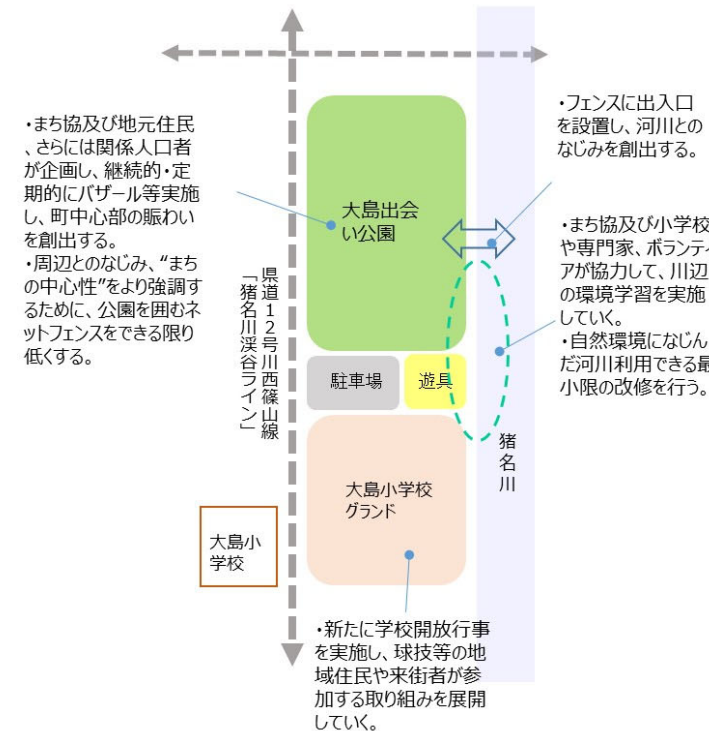 ・まち協及び地元住民
、さらには関係人口者
が企画し、継続的・定
期的にバザール等実施
し、町中心部の賑わい
を創出する。
・周辺とのなじみ、“まち
の中心性”をより強調す
るために、公園を囲むネ
ットフェンスをできる限り
低くする。
県道12号川西篠山線
「猪名川渓谷ライン」
大島出会
い公園
駐車場
遊具
大島小学校
グランド
大島小
学校
猪名川
・フェンスに出入口
を設置し、河川との
なじみを創出する。
・まち協及び小学校
や専門家、ボランティ
アが協力して、川辺
の環境学習を実施
していく。
・自然環境になじん
だ河川利用できる最
小限の改修を行う。
・新たに学校開放行事
を実施し、球技等の地
域住民や来街者が参
加する取り組みを展開
していく。